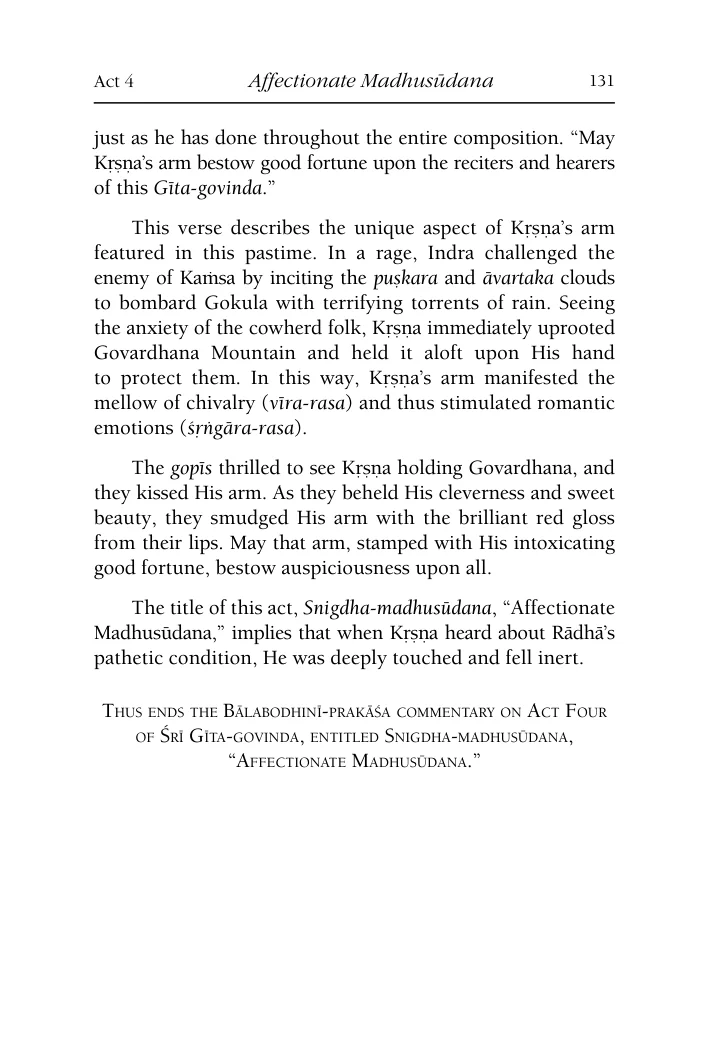 Act 4 Affectionate Madhusūdana 131
just as he has done throughout the entire composition. “May
Kṛṣṇa’s arm bestow good fortune upon the reciters and hearers
of this Gīta-govinda.”
This verse describes the unique aspect of Kṛṣṇa’s arm
featured in this pastime. In a rage, Indra challenged the
enemy of Kaṁsa by inciting the puṣkara and āvartaka clouds
to bombard Gokula with terrifying torrents of rain. Seeing
the anxiety of the cowherd folk, Kṛṣṇa immediately uprooted
Govardhana Mountain and held it aloft upon His hand
to protect them. In this way, Kṛṣṇa’s arm manifested the
mellow of chivalry (vīra-rasa) and thus stimulated romantic
emotions (śṛṅgāra-rasa).
The gopīs thrilled to see Kṛṣṇa holding Govardhana, and
they kissed His arm. As they beheld His cleverness and sweet
beauty, they smudged His arm with the brilliant red gloss
from their lips. May that arm, stamped with His intoxicating
good fortune, bestow auspiciousness upon all.
The title of this act, Snigdha-madhusūdana, “Affectionate
Madhusūdana,” implies that when Kṛṣṇa heard about Rādhā’s
pathetic condition, He was deeply touched and fell inert.
Thus ends the Bālabodhinī-prakāśa commentary on Act Four
of Śrī Gīta-govinda, entitled Snigdha-madhusūdana,
“Affectionate Madhusūdana.”